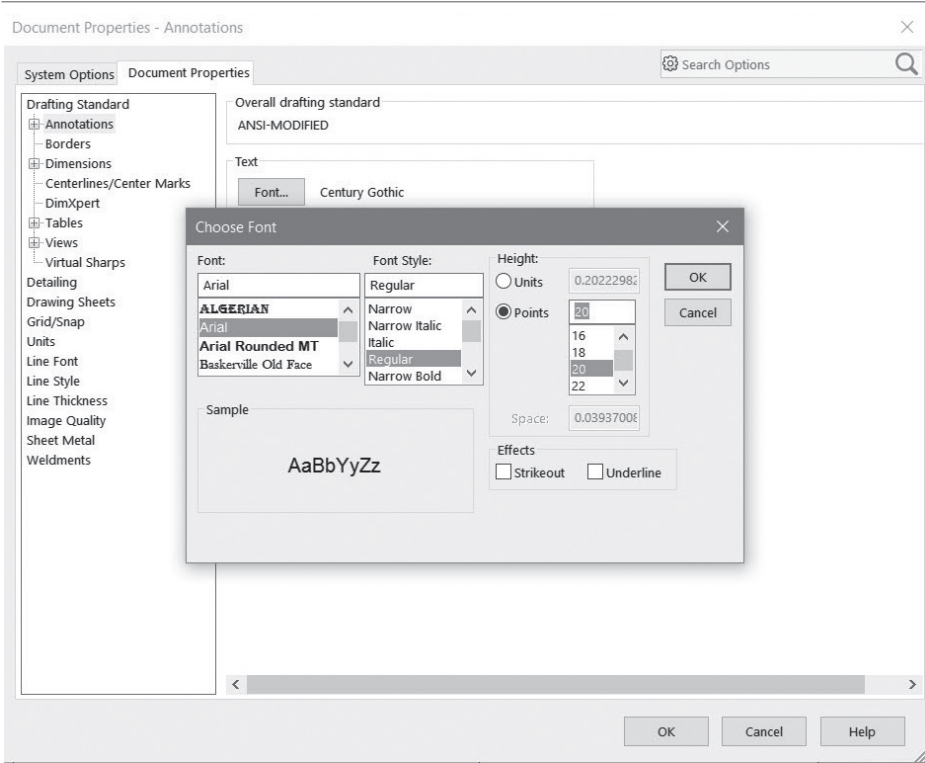 Document Properties - Annotations
System Options
Document Properties
Search Options
Drafting Standard
Annotations
Borders
Dimensions
Centerlines/Center Marks
DimXpert
Tables
Views
Virtual Sharps
Detailing
Drawing Sheets
Grid/Snap
Units
Line Font
Line Style
Line Thickness
Image Quality
Sheet Metal
Weldments
Overall drafting standard
ANSI-MODIFIED
Text
Font...
Century Gothic
Choose Font
Font:
Arial
ALGERIAN
Arial
Arial Rounded MT
Baskerville Old Face
Font Style:
Regular
Narrow
Narrow Italic
Italic
Regular
Narrow Bold
Height:
Units
0.20222982
Points
20
16
18
20
22
Space:
0.03937008
OK
Cancel
Sample
AaBbYyZz
Effects
Strikeout
Underline
OK
Cancel
Help